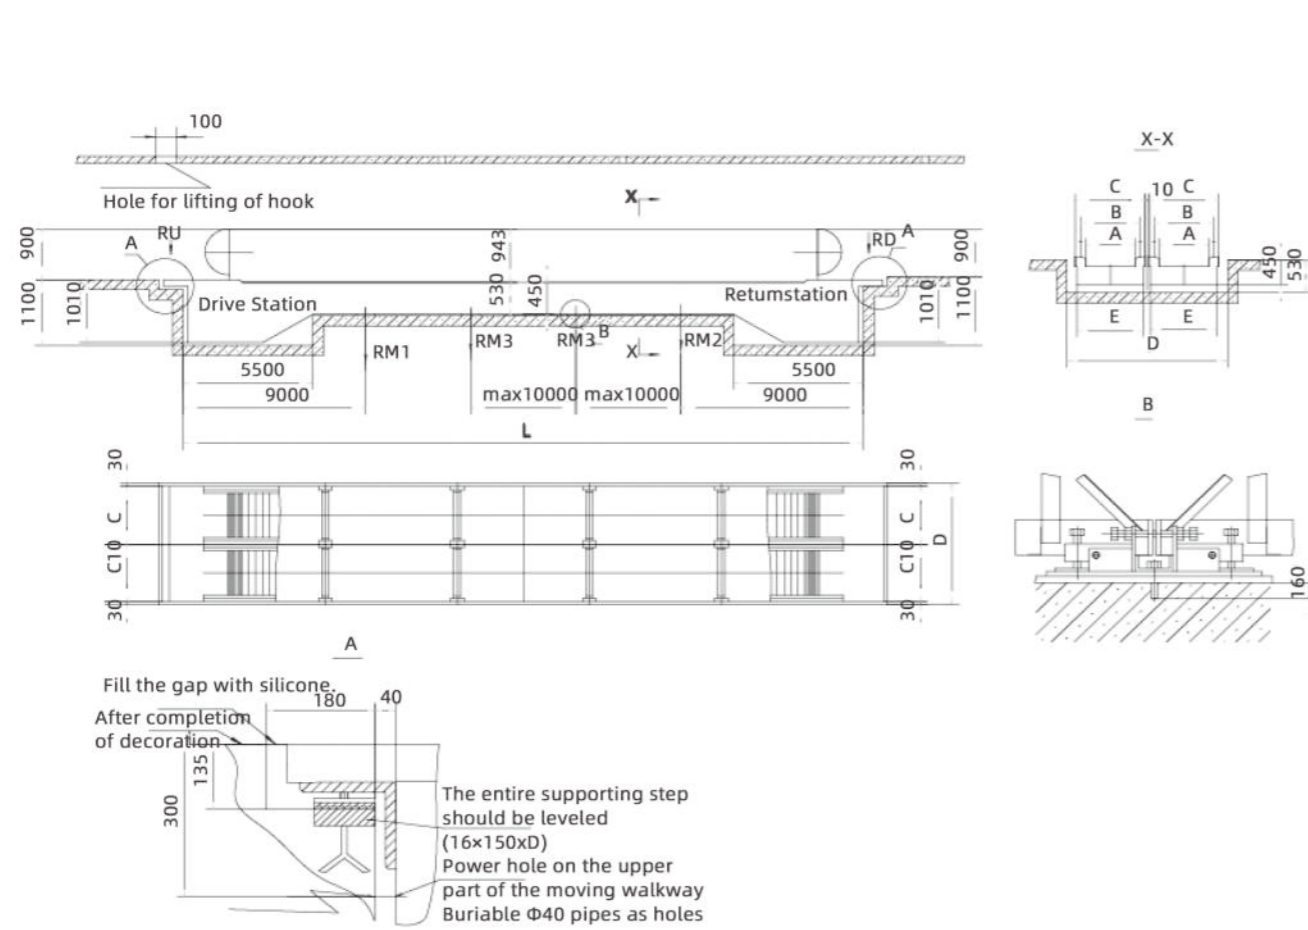 100
Hole for lifting of hook
X
X-X
C 10 C
B B
A A
450
530
E E
D
900
1100
1010
A
RU
Drive Station
943
530
450
Retumstation
RD
A
900
1010
1100
RM1
RM3
RM3
B
X
RM2
5500
9000
max10000
max10000
5500
9000
L
B
30
C
C10
30
30
C
C10
30
D
160
A
Fill the gap with silicone.
After completion
of decoration
180
40
135
300
The entire supporting step
should be leveled
(16×150xD)
Power hole on the upper
part of the moving walkway
Buriable Φ40 pipes as holes